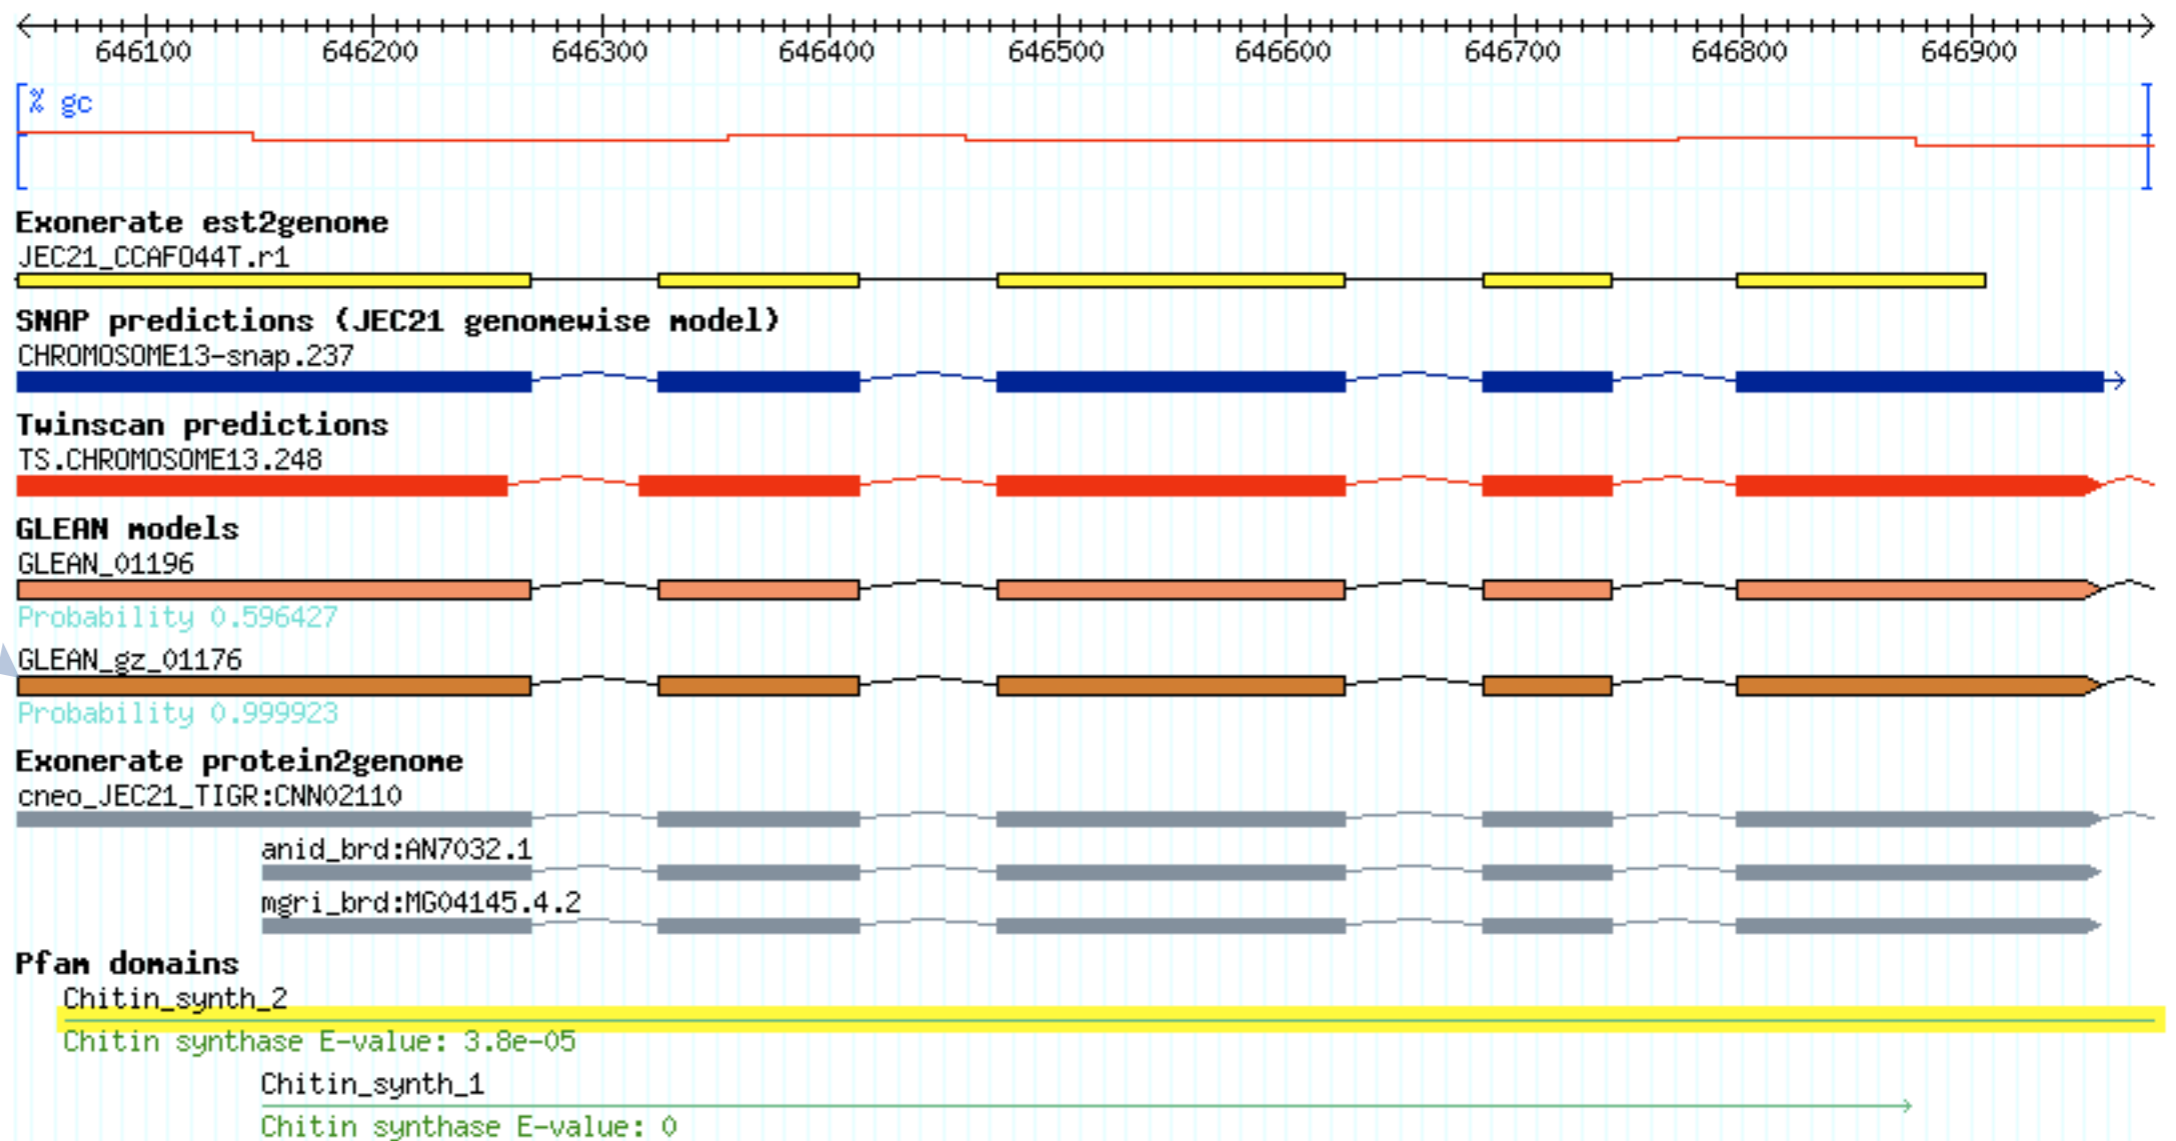 646100 646200 646300 646400 646500 646600 646700 646800 646900
% gc
Exonerate est2genome
JEC21_CCAFO44T.r1
SNAP predictions (JEC21 genomewise model)
CHROMOSOME13-snap.237
Twinscan predictions
TS.CHROMOSOME13.248
GLEAN models
GLEAN_01196
Probability 0.596427
GLEAN_gz_01176
Probability 0.999923
Exonerate protein2genome
cneo_JEC21_TIGR:CNN02110
anid_brd:AN7032.1
mgri_brd:MG04145.4.2
Pfam domains
Chitin_synth_2
Chitin synthase E-value: 3.8e-05
Chitin_synth_1
Chitin synthase E-value: 0